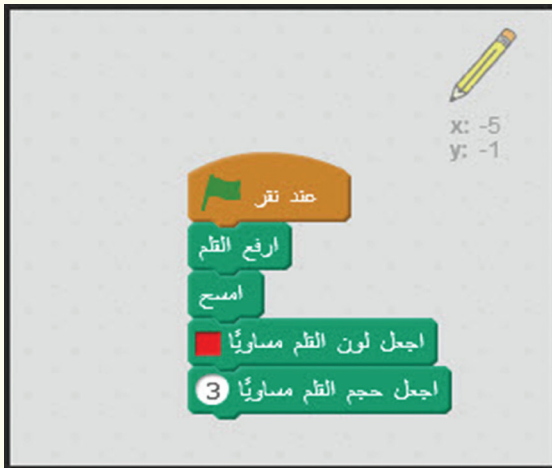 x: -5
y: -1
عند نقر
ارفع القلم
امسح
اجعل لون القلم مساويًا
اجعل حجم القلم مساويًا 3